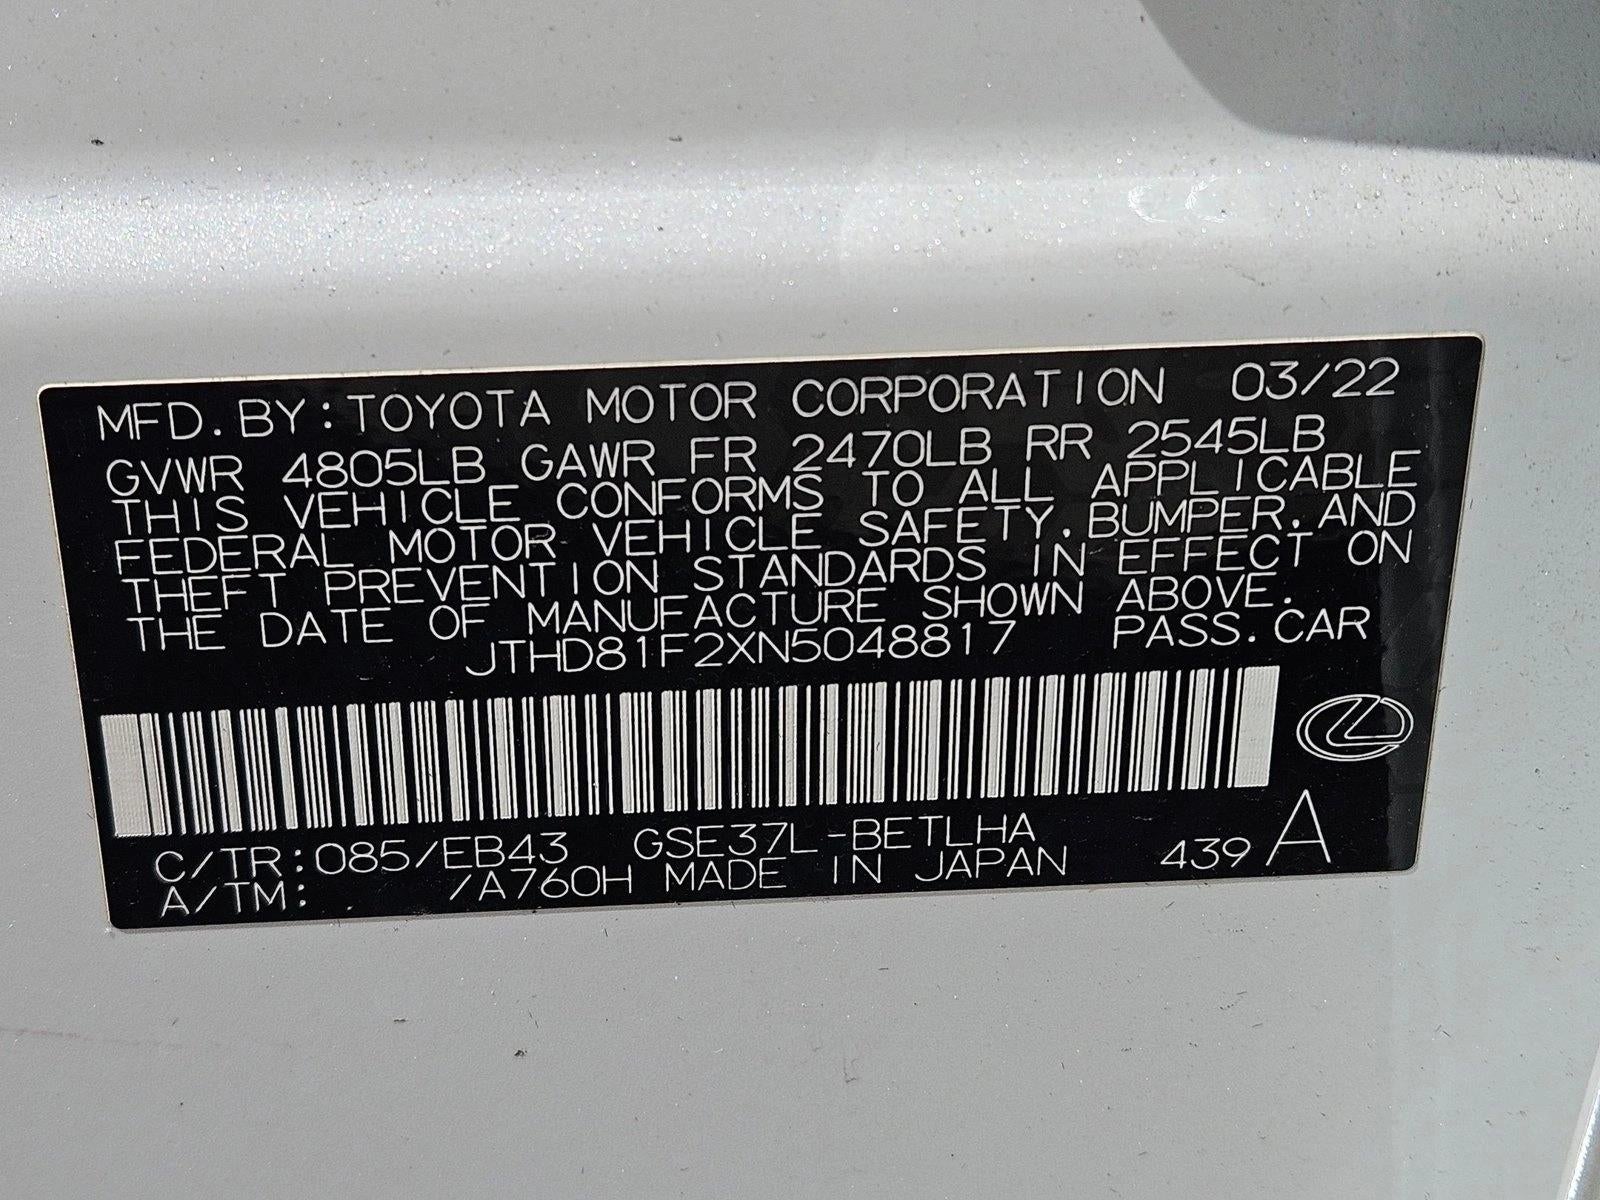 MFD. BY: TOYOTA MOTOR CORPORATION 03/22
GVWR 4805LB GAWR FR 2470LB RR 2545LB
THIS VEHICLE CONFORMS TO ALL APPLICABLE
FEDERAL MOTOR VEHICLE SAFETY, BUMPER, AND
THEFT PREVENTION STANDARDS IN EFFECT ON
THE DATE OF MANUFACTURE SHOWN ABOVE.
JTHD81F2XN5048817 PASS. CAR
C/TR: 085/EB43 GSE37L-BETLHA 439 A
A/TM: /A760H MADE IN JAPAN